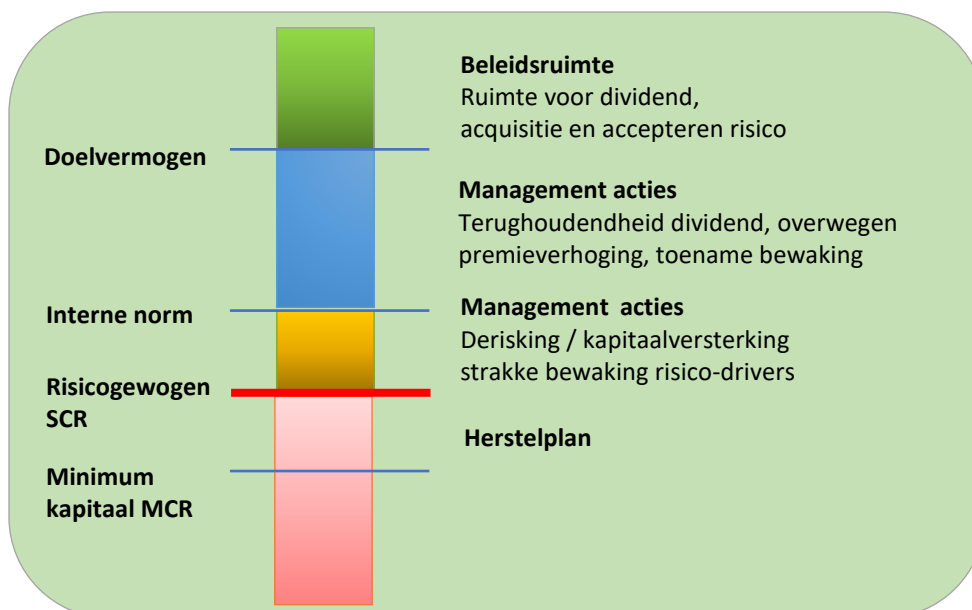 Beleidsruimte
Ruimte voor dividend,
acquisitie en accepteren risico
Doelvermogen
Management acties
Terughoudendheid dividend, overwegen
premieverhoging, toename bewaking
Interne norm
Management acties
Derisking / kapitaalversterking
strakke bewaking risico-drivers
Risicogewogen
SCR
Herstelplan
Minimum
kapitaal MCR